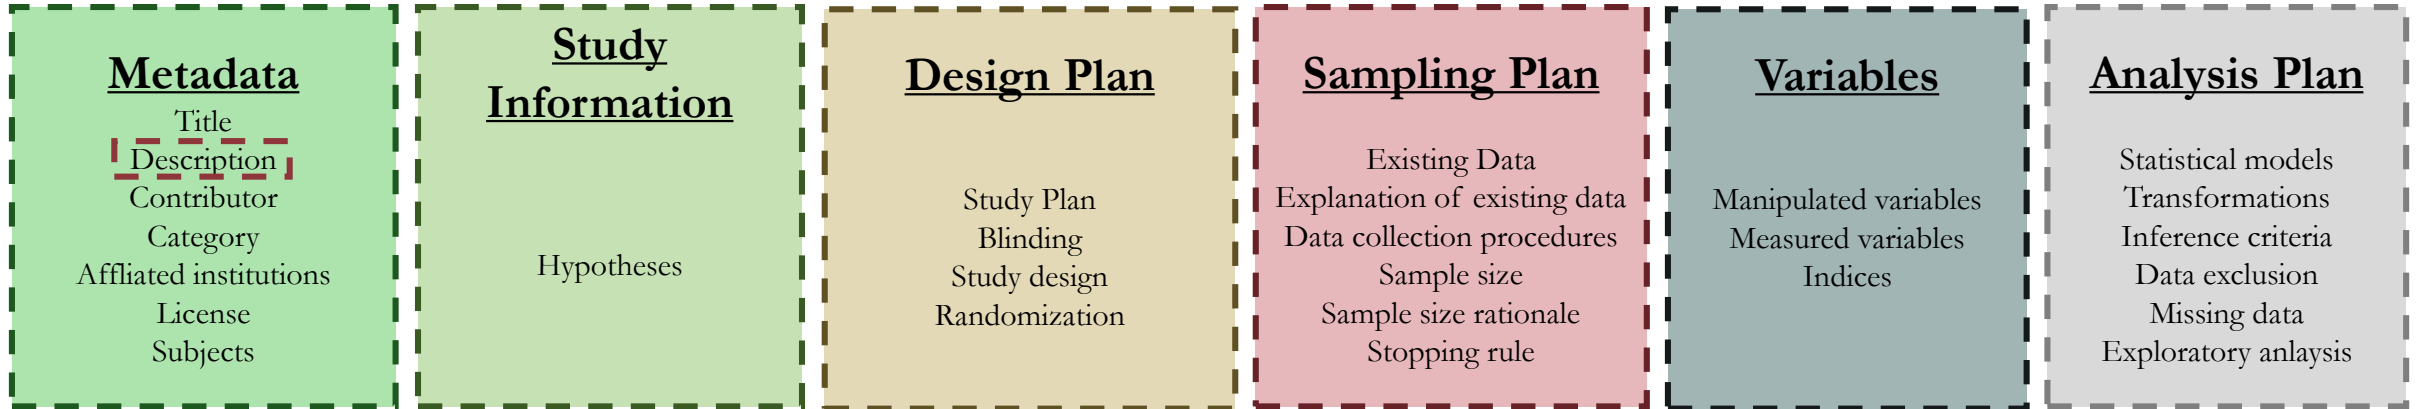 Metadata
Title
Description
Contributor
Category
Affliated institutions
License
Subjects
Study
Information
Hypotheses
Design Plan
Study Plan
Blinding
Study design
Randomization
Sampling Plan
Existing Data
Explanation of existing data
Data collection procedures
Sample size
Sample size rationale
Stopping rule
Variables
Manipulated variables
Measured variables
Indices
Analysis Plan
Statistical models
Transformations
Inference criteria
Data exclusion
Missing data
Exploratory anlaysis